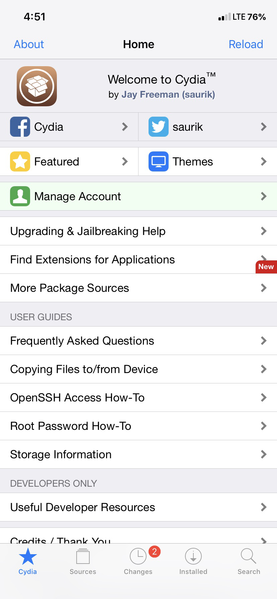 4:51
LTE 76%
About
Home
Reload
Welcome to Cydia™
by Jay Freeman (saurik)
Cydia
saurik
Featured
Themes
Manage Account
Upgrading & Jailbreaking Help
Find Extensions for Applications
New
More Package Sources
USER GUIDES
Frequently Asked Questions
Copying Files to/from Device
OpenSSH Access How-To
Root Password How-To
Storage Information
DEVELOPERS ONLY
Useful Developer Resources
Credits / Thank You
2
Cydia
Sources
Changes
Installed
Search